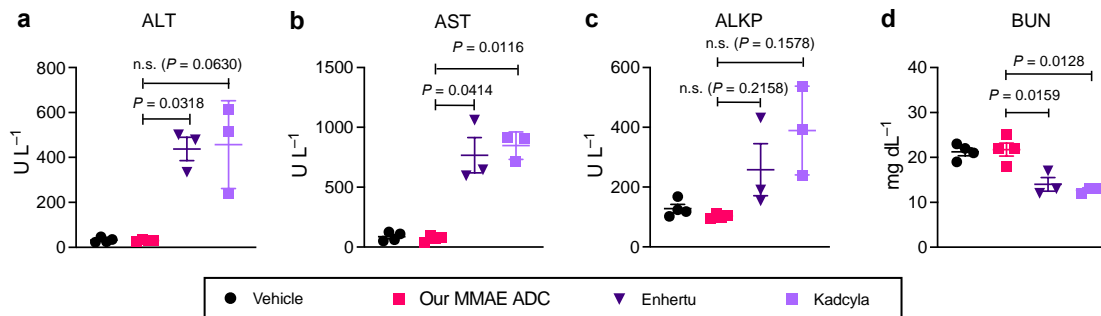 a ALT
n.s. (P = 0.0630)
P = 0.0318
800
600
400
200
0
U L⁻¹
b AST
P = 0.0116
P = 0.0414
1500
1000
500
0
U L⁻¹
c ALKP
n.s. (P = 0.1578)
n.s. (P = 0.2158)
600
400
200
0
U L⁻¹
d BUN
P = 0.0128
P = 0.0159
40
30
20
10
0
mg dL⁻¹
Vehicle Our MMAE ADC Enhertu Kadcyla